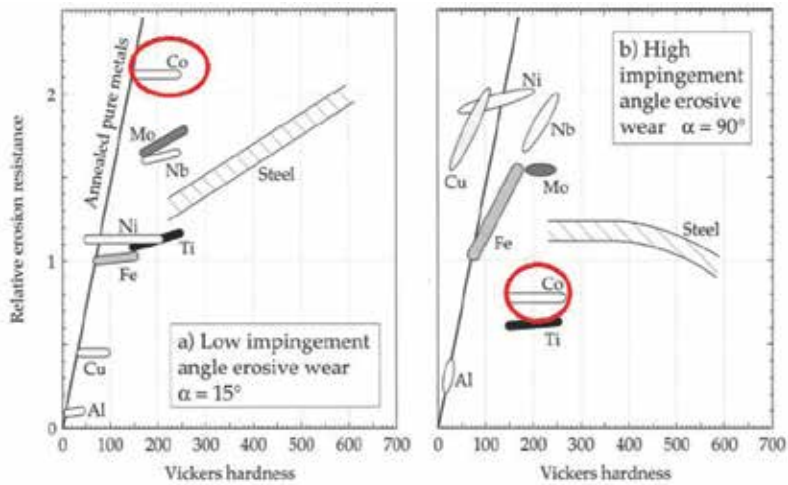 Relative erosion resistance
2
1
0
Annealed pure metals
Co
Mo
Nb
Steel
Ni
Ti
Fe
Cu
Al
a) Low impingement
angle erosive wear
α = 15°
0 100 200 300 400 500 600 700
Vickers hardness
b) High
impingement
angle erosive
wear α = 90°
Ni
Nb
Cu
Mo
Fe
Steel
Co
Ti
Al
0 100 200 300 400 500 600 700
Vickers hardness